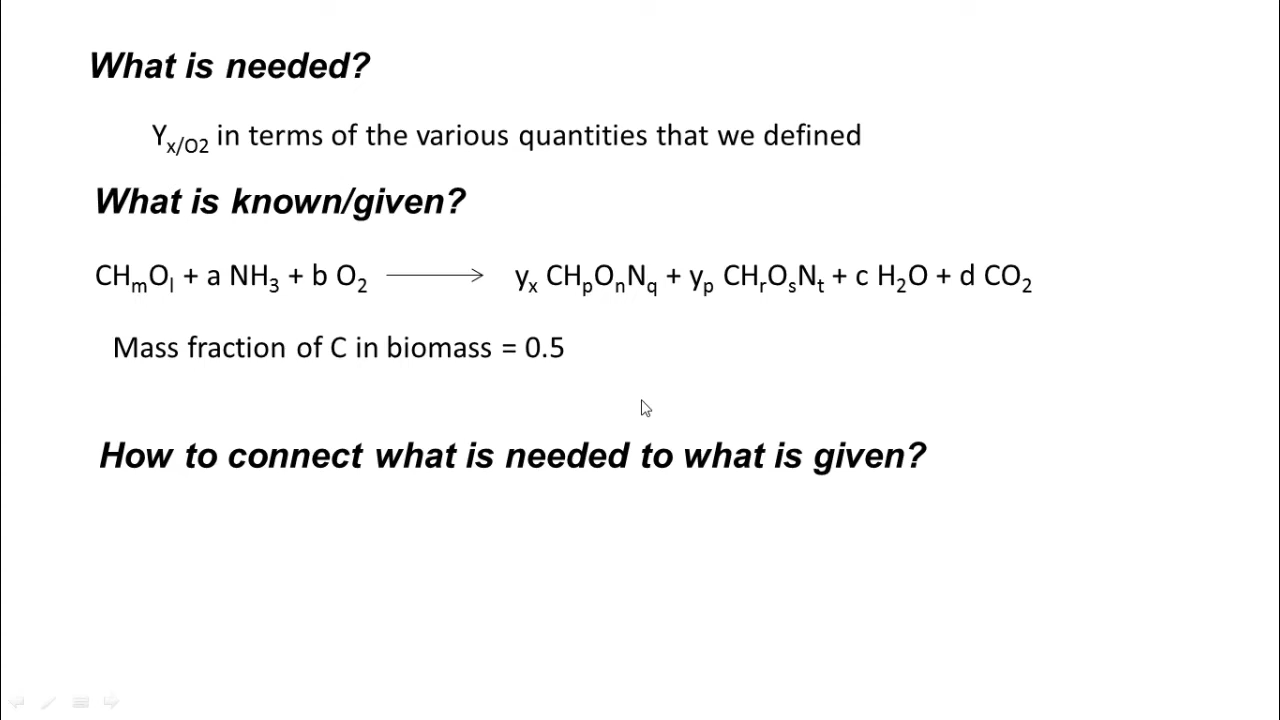 What is needed?
Yx/O2 in terms of the various quantities that we defined
What is known/given?
CHmOl + a NH3 + b O2 ⟶ yx CHpOnNq + yp CHrOsNt + c H2O + d CO2
Mass fraction of C in biomass = 0.5
How to connect what is needed to what is given?